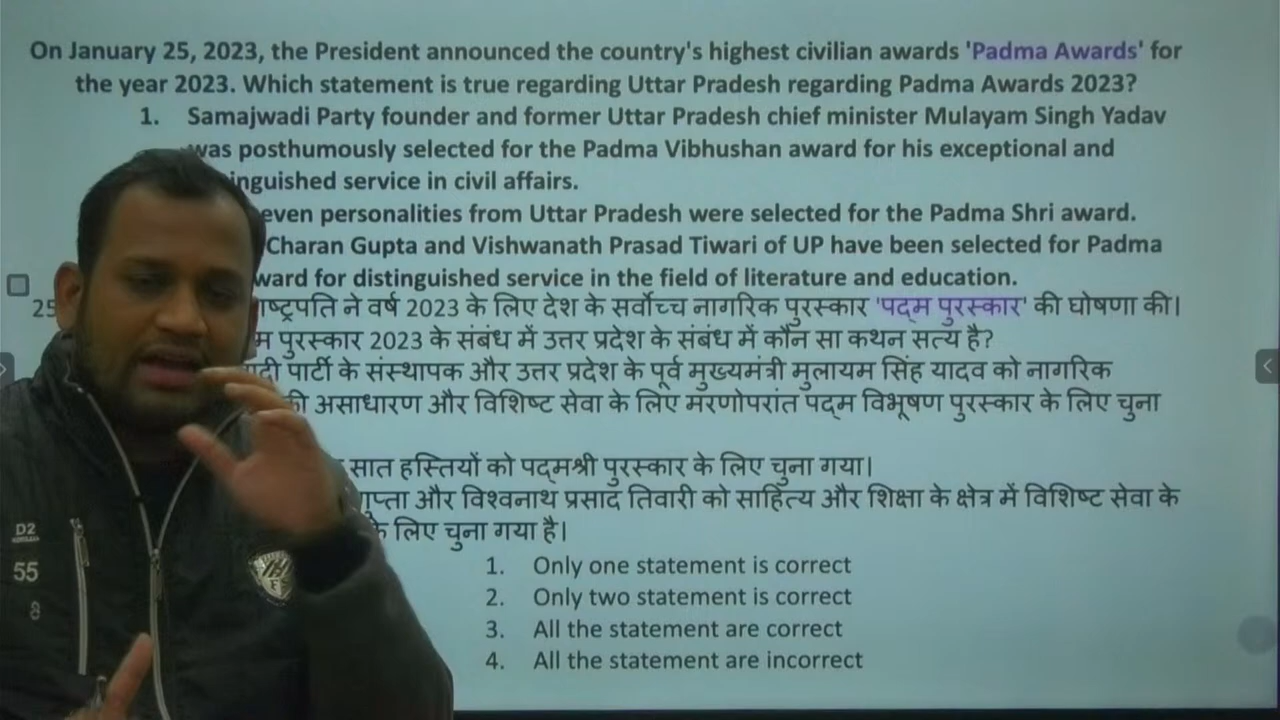 On January 25, 2023, the President announced the country's highest civilian awards 'Padma Awards' for
the year 2023. Which statement is true regarding Uttar Pradesh regarding Padma Awards 2023?
1. Samajwadi Party founder and former Uttar Pradesh chief minister Mulayam Singh Yadav
was posthumously selected for the Padma Vibhushan award for his exceptional and
inguished service in civil affairs.
even personalities from Uttar Pradesh were selected for the Padma Shri award.
Charan Gupta and Vishwanath Prasad Tiwari of UP have been selected for Padma
ward for distinguished service in the field of literature and education.
25 ाष्ट्रपति ने वर्ष 2023 के लिए देश के सर्वोच्च नागरिक पुरस्कार 'पद्म पुरस्कार' की घोषणा की।
म पुरस्कार 2023 के संबंध में उत्तर प्रदेश के संबंध में कौन सा कथन सत्य है?
पार्टी के संस्थापक और उत्तर प्रदेश के पूर्व मुख्यमंत्री मुलायम सिंह यादव को नागरिक
की असाधारण और विशिष्ट सेवा के लिए मरणोपरांत पद्म विभूषण पुरस्कार के लिए चुना
सात हस्तियों को पद्मश्री पुरस्कार के लिए चुना गया।
गुप्ता और विश्वनाथ प्रसाद तिवारी को साहित्य और शिक्षा के क्षेत्र में विशिष्ट सेवा के
के लिए चुना गया है।
1. Only one statement is correct
2. Only two statement is correct
3. All the statement are correct
4. All the statement are incorrect
D2
55